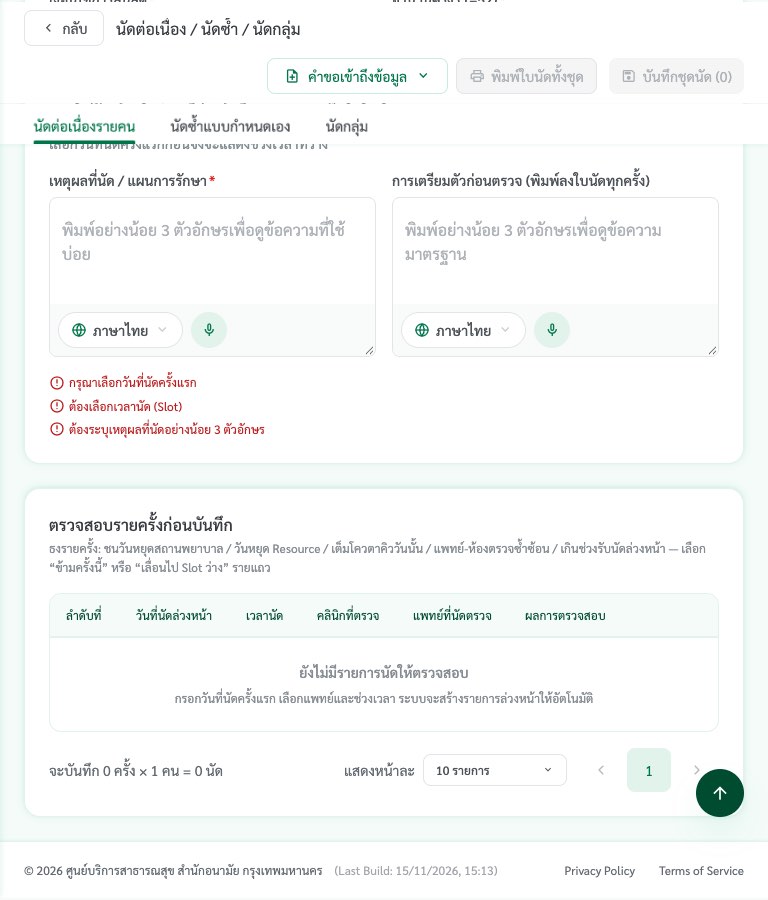 กลับ
นัดต่อเนื่อง / นัดซ้ำ / นัดกลุ่ม
คำขอเข้าถึงข้อมูล
พิมพ์ใบนัดทั้งชุด
บันทึกชุดนัด (0)
นัดต่อเนื่องรายคน
นัดซ้ำแบบกำหนดเอง
นัดกลุ่ม
เหตุผลที่นัด / แผนการรักษา*
การเตรียมตัวก่อนตรวจ (พิมพ์ลงใบนัดทุกครั้ง)
พิมพ์อย่างน้อย 3 ตัวอักษรเพื่อดูข้อความที่ใช้
บ่อย
พิมพ์อย่างน้อย 3 ตัวอักษรเพื่อดูข้อความ
มาตรฐาน
ภาษาไทย
ภาษาไทย
กรุณาเลือกวันที่นัดครั้งแรก
ต้องเลือกเวลานัด (Slot)
ต้องระบุเหตุผลที่นัดอย่างน้อย 3 ตัวอักษร
ตรวจสอบรายครั้งก่อนบันทึก
ธงรายครั้ง: ชนวันหยุดสถานพยาบาล / วันหยุด Resource / เต็มโควตาคิววันนั้น / แพทย์-ห้องตรวจซ้ำซ้อน / เกินช่วงรับนัดล่วงหน้า — เลือก
“ข้ามครั้งนี้” หรือ “เลื่อนไป Slot ว่าง” รายแถว
ลำดับที่
วันที่นัดล่วงหน้า
เวลานัด
คลินิกที่ตรวจ
แพทย์ที่นัดตรวจ
ผลการตรวจสอบ
ยังไม่มีรายการนัดให้ตรวจสอบ
กรอกวันที่นัดครั้งแรก เลือกแพทย์และช่วงเวลา ระบบจะสร้างรายการล่วงหน้าให้อัตโนมัติ
จะบันทึก 0 ครั้ง × 1 คน = 0 นัด
แสดงหน้าละ
10 รายการ
1
© 2026 ศูนย์บริการสาธารณสุข สำนักอนามัย กรุงเทพมหานคร
(Last Build: 15/11/2026, 15:13)
Privacy Policy
Terms of Service